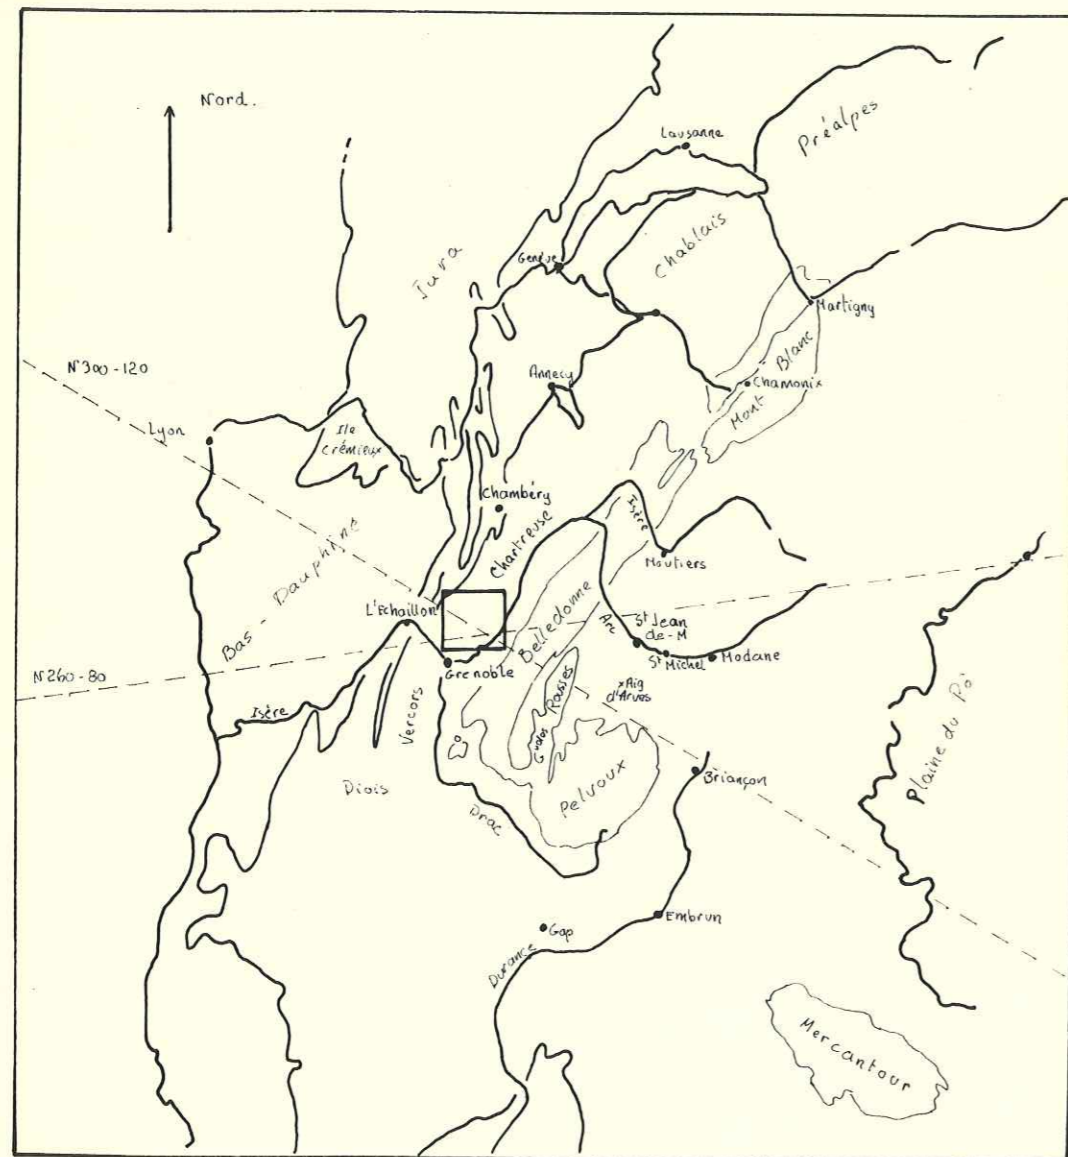 Nord.
Lausanne
Préalpes
Jura
Genève
Chablais
Martigny
N°300-120
Annecy
Mont Blanc
Chamonix
Lyon
Ile
Crémieux
Chambéry
Isère
Chartreuse
Moutiers
Bas-Dauphiné
L'Echaillon
Belledonne
Arc
St Jean
de-M
St Michel
Modane
N°260-80
Grenoble
xAig
d'Arves
Rousses
Isère
Vercors
Plaine du Pô
Diois
Pelvoux
Briançon
Drac
Embrun
Gap
Durance
Mercantour